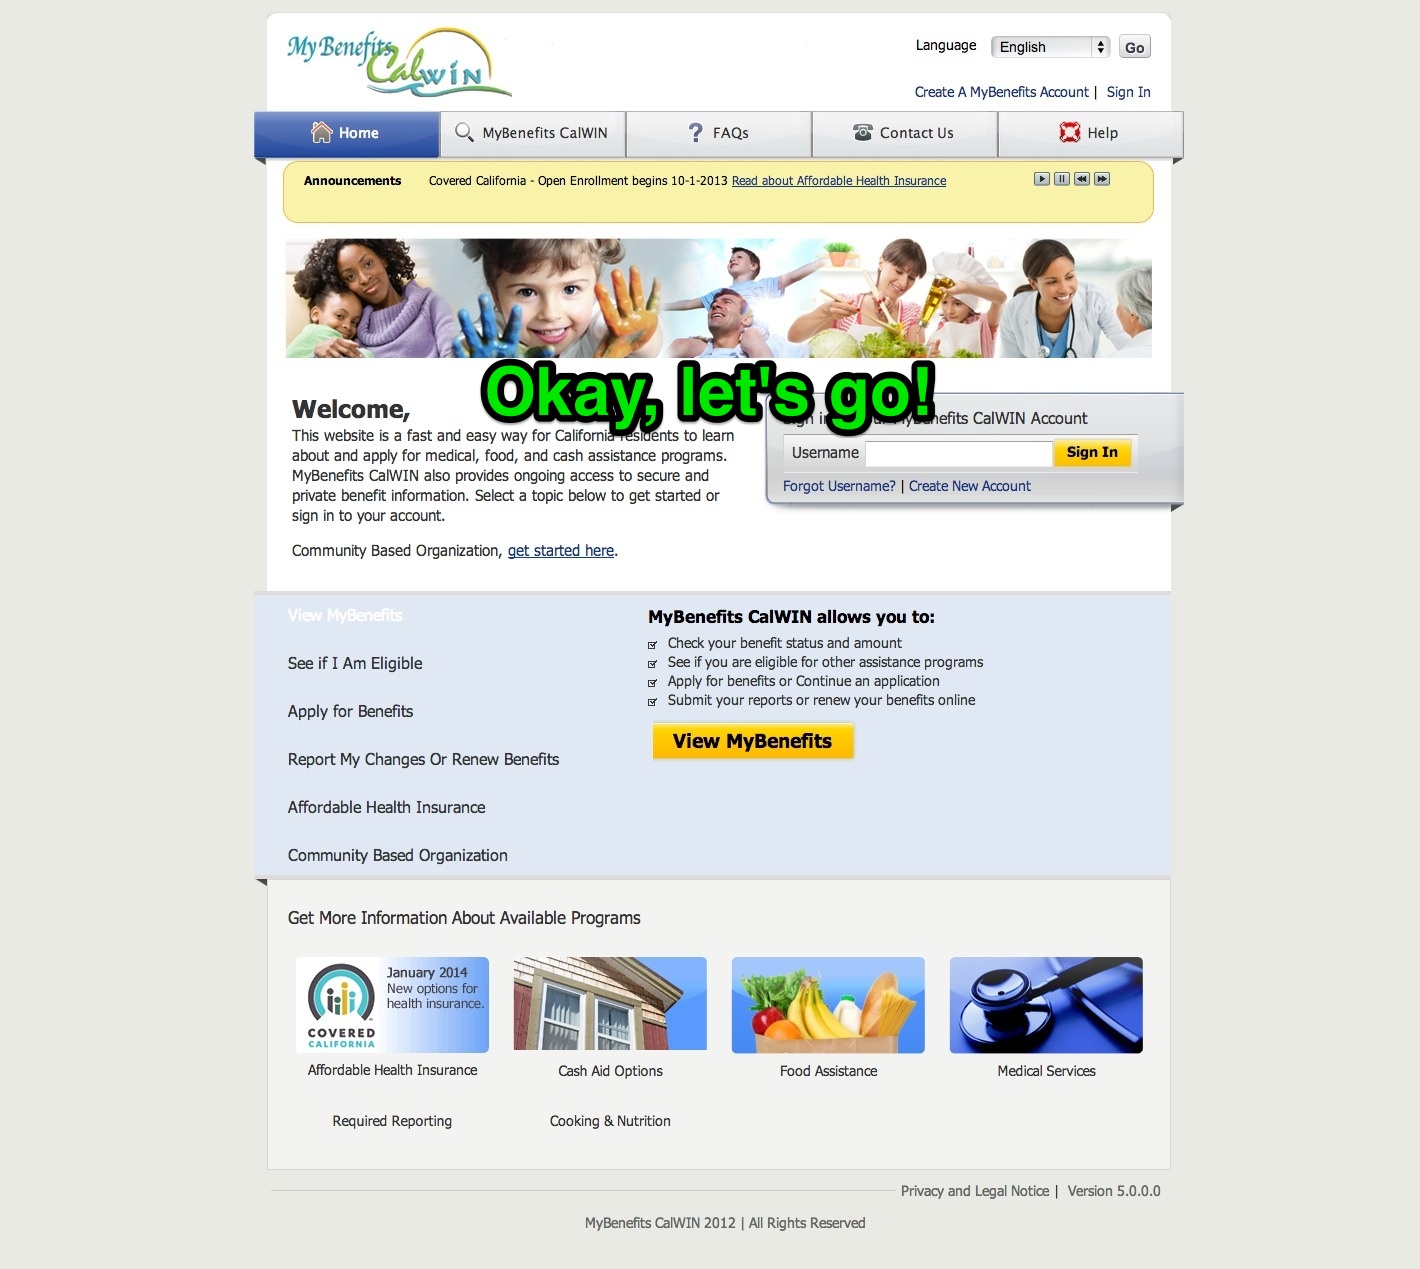 My Benefits
CalWIN
Language
English
Go
Create A MyBenefits Account | Sign In
Home
MyBenefits CalWIN
FAQs
Contact Us
Help
Announcements
Covered California - Open Enrollment begins 10-1-2013 Read about Affordable Health Insurance
Okay, let's go!
Welcome,
This website is a fast and easy way for California residents to learn
about and apply for medical, food, and cash assistance programs.
MyBenefits CalWIN also provides ongoing access to secure and
private benefit information. Select a topic below to get started or
sign in to your account.
Community Based Organization, get started here.
Sign in MyBenefits CalWIN Account
Username
Sign In
Forgot Username? | Create New Account
View MyBenefits
See if I Am Eligible
Apply for Benefits
Report My Changes Or Renew Benefits
Affordable Health Insurance
Community Based Organization
MyBenefits CalWIN allows you to:
Check your benefit status and amount
See if you are eligible for other assistance programs
Apply for benefits or Continue an application
Submit your reports or renew your benefits online
View MyBenefits
Get More Information About Available Programs
COVERED
CALIFORNIA
January 2014
New options for
health insurance.
Affordable Health Insurance
Cash Aid Options
Food Assistance
Medical Services
Required Reporting
Cooking & Nutrition
Privacy and Legal Notice | Version 5.0.0.0
MyBenefits CalWIN 2012 | All Rights Reserved